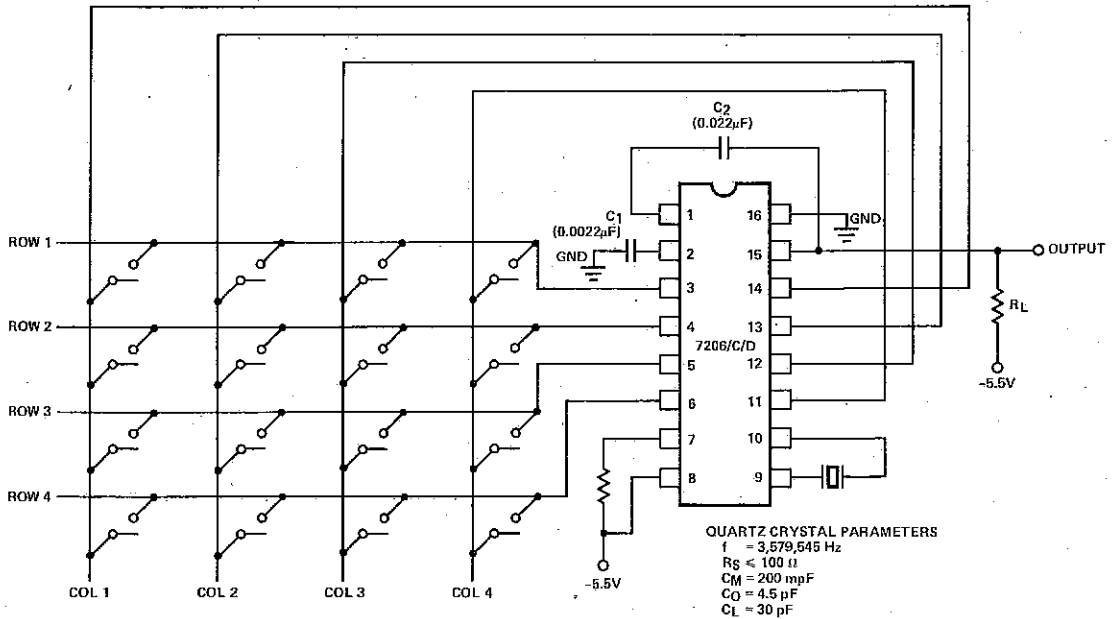 C2
(0.022µF)
C1
(0.0022µF)
GND
1 16
GND
2 15
OUTPUT
3 14
RL
4 13
7206/C/D
5 12
-5.5V
6 11
7 10
8 9
-5.5V
ROW 1
ROW 2
ROW 3
ROW 4
COL 1 COL 2 COL 3 COL 4
QUARTZ CRYSTAL PARAMETERS
f = 3,579,545 Hz
RS ≤ 100 Ω
CM = 200 mpF
CO = 4.5 pF
CL = 30 pF